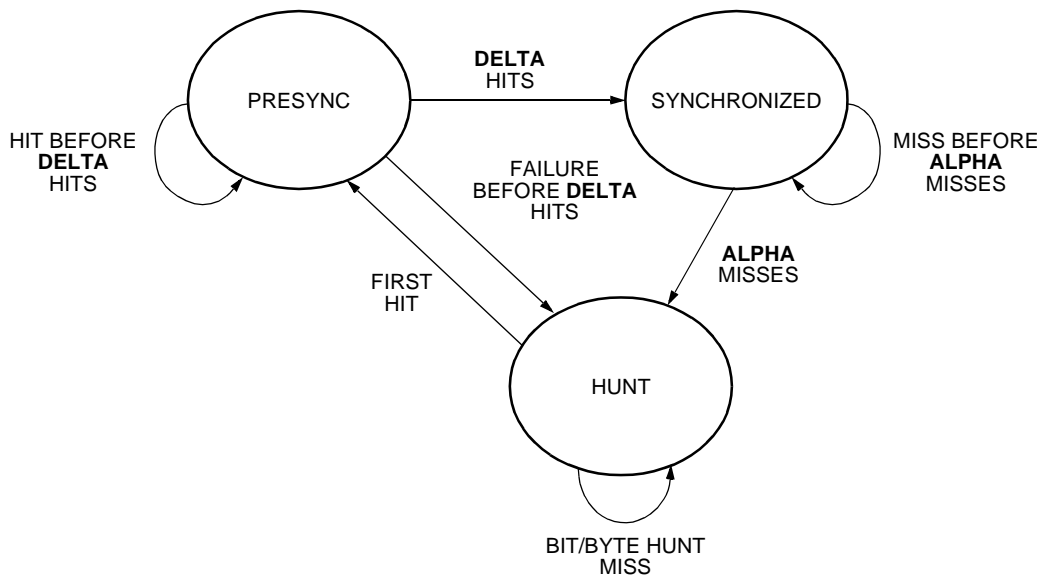 DELTA
HITS
PRESYNC
SYNCHRONIZED
HIT BEFORE
DELTA
HITS
MISS BEFORE
ALPHA
MISSES
FAILURE
BEFORE DELTA
HITS
ALPHA
MISSES
FIRST
HIT
HUNT
BIT/BYTE HUNT
MISS